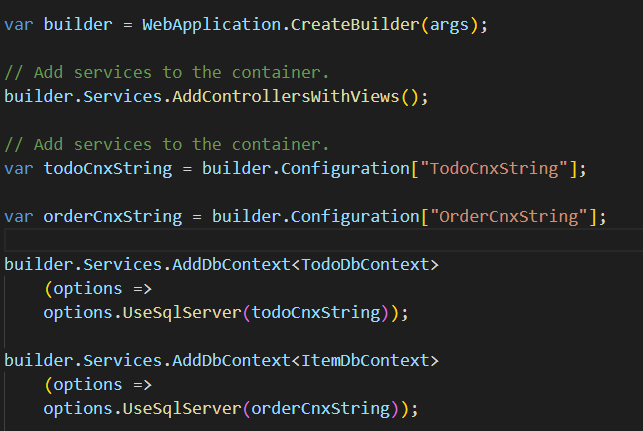 var builder = WebApplication.CreateBuilder(args);
// Add services to the container.
builder.Services.AddControllersWithViews();
// Add services to the container.
var todoCnxString = builder.Configuration["TodoCnxString"];
var orderCnxString = builder.Configuration["OrderCnxString"];
builder.Services.AddDbContext<TodoDbContext>
(options =>
options.UseSqlServer(todoCnxString));
builder.Services.AddDbContext<ItemDbContext>
(options =>
options.UseSqlServer(orderCnxString));